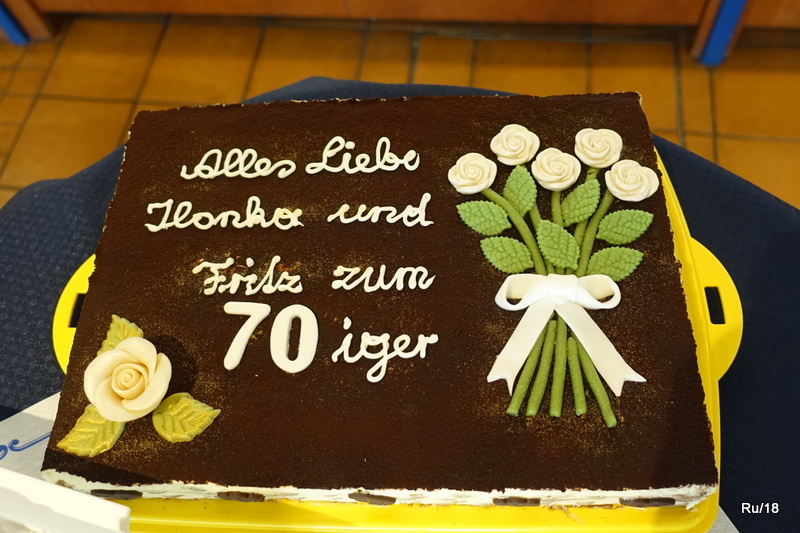 Alles Liebe
Ilonka und
Fritz zum
70 iger
Ru/18